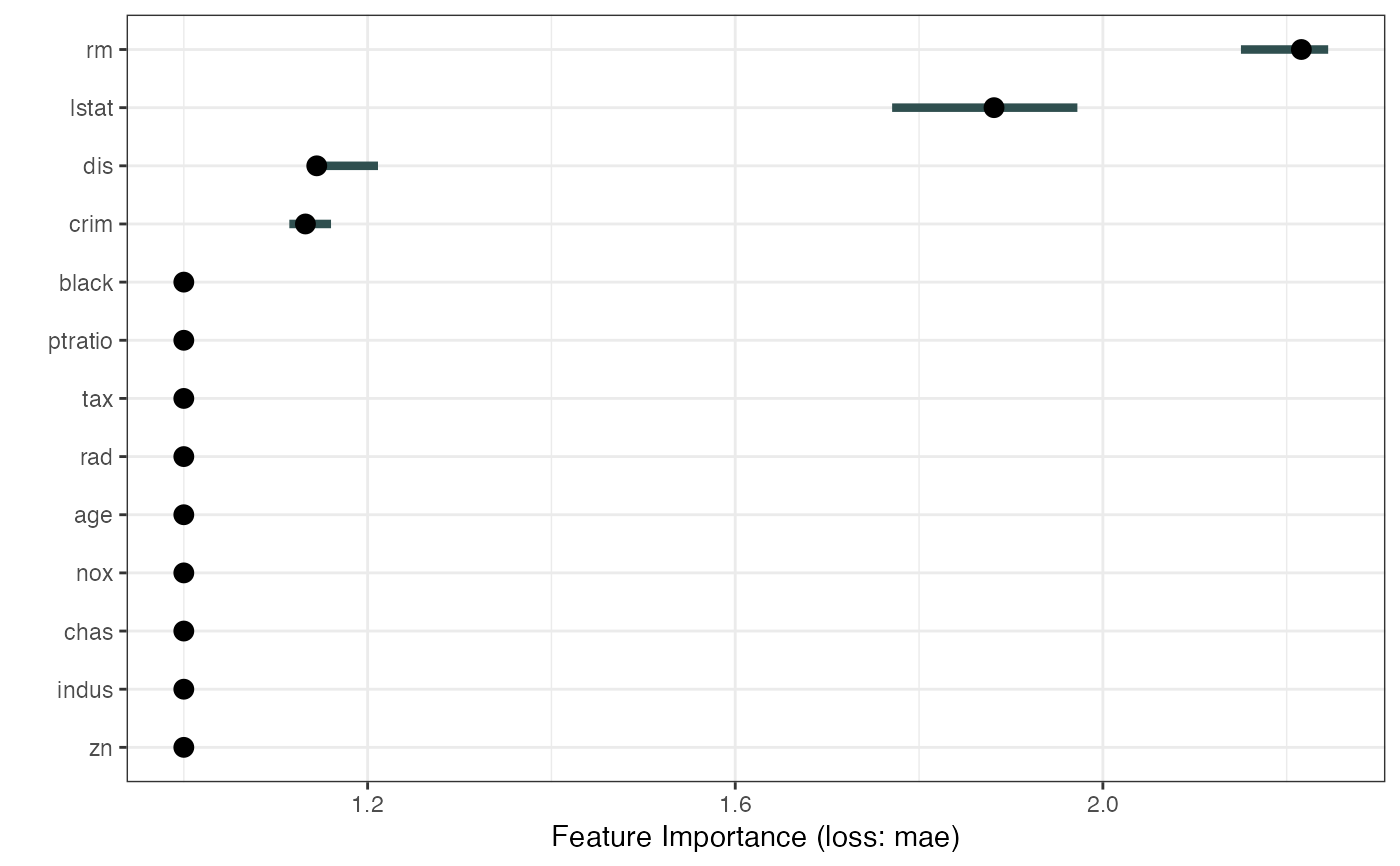 rm
lstat
dis
crim
black
ptratio
tax
rad
age
nox
chas
indus
zn
1.2 1.6 2.0
Feature Importance (loss: mae)